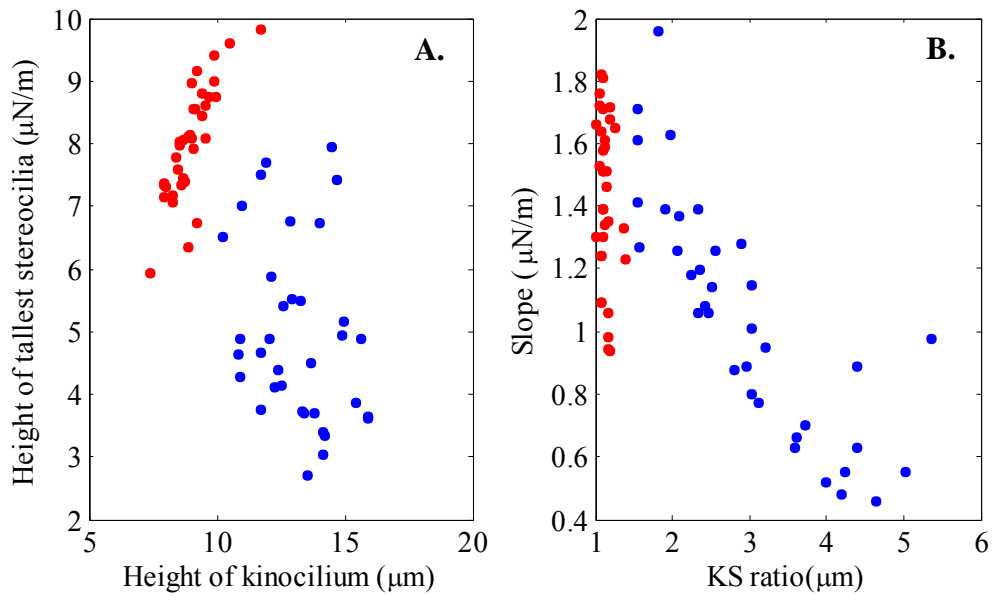 A.
Height of tallest stereocilia (μN/m)
10
9
8
7
6
5
4
3
2
5 10 15 20
Height of kinocilium (μm)
B.
Slope ( μN/m)
2
1.8
1.6
1.4
1.2
1
0.8
0.6
0.4
1 2 3 4 5 6
KS ratio(μm)